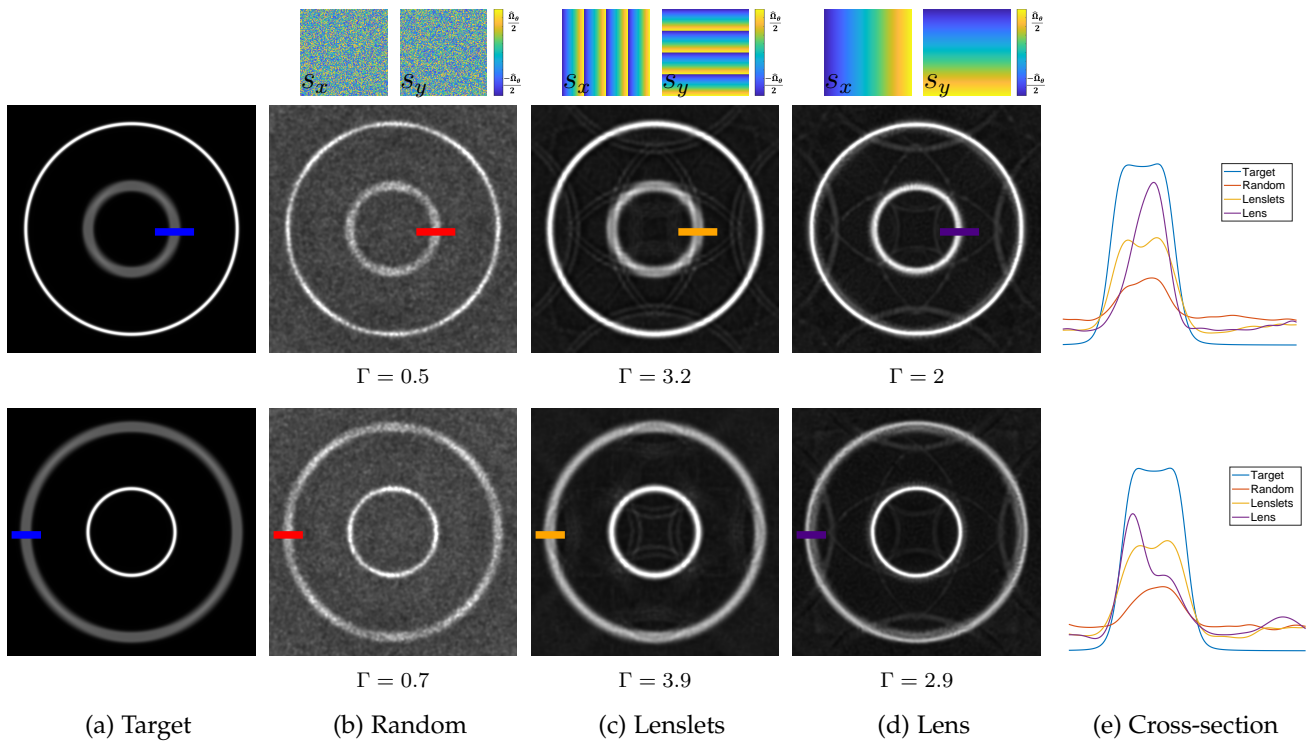 s_x s_y Ω̄_θ/2 −Ω̄_θ/2
s_x s_y Ω̄_θ/2 −Ω̄_θ/2
s_x s_y Ω̄_θ/2 −Ω̄_θ/2
Target
Random
Lenslets
Lens
Γ = 0.5 Γ = 3.2 Γ = 2
Target
Random
Lenslets
Lens
Γ = 0.7 Γ = 3.9 Γ = 2.9
(a) Target (b) Random (c) Lenslets (d) Lens (e) Cross-section